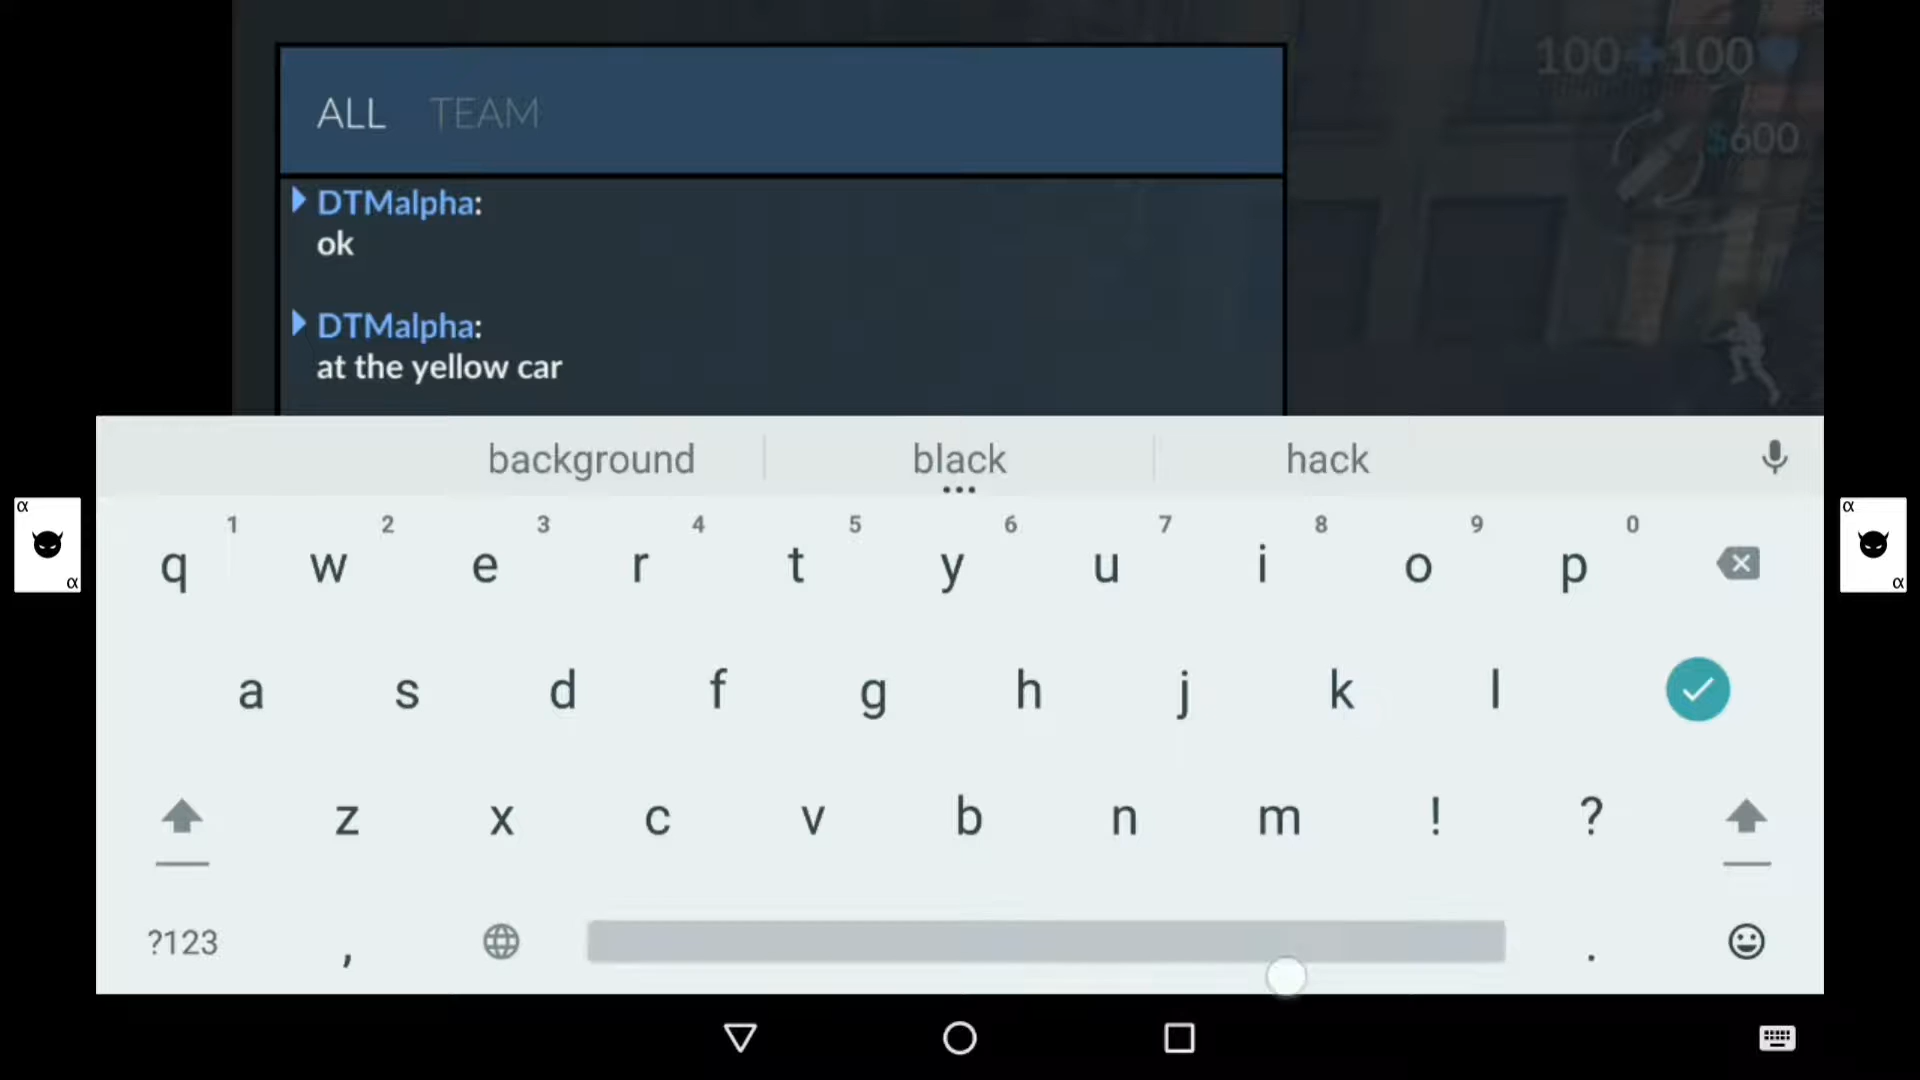 100 100
ALL TEAM
$600
DTMalpha:
ok
DTMalpha:
at the yellow car
background black hack
α α
1 2 3 4 5 6 7 8 9 0
q w e r t y u i o p
α α
a s d f g h j k l
z x c v b n m ! ?
?123 , .